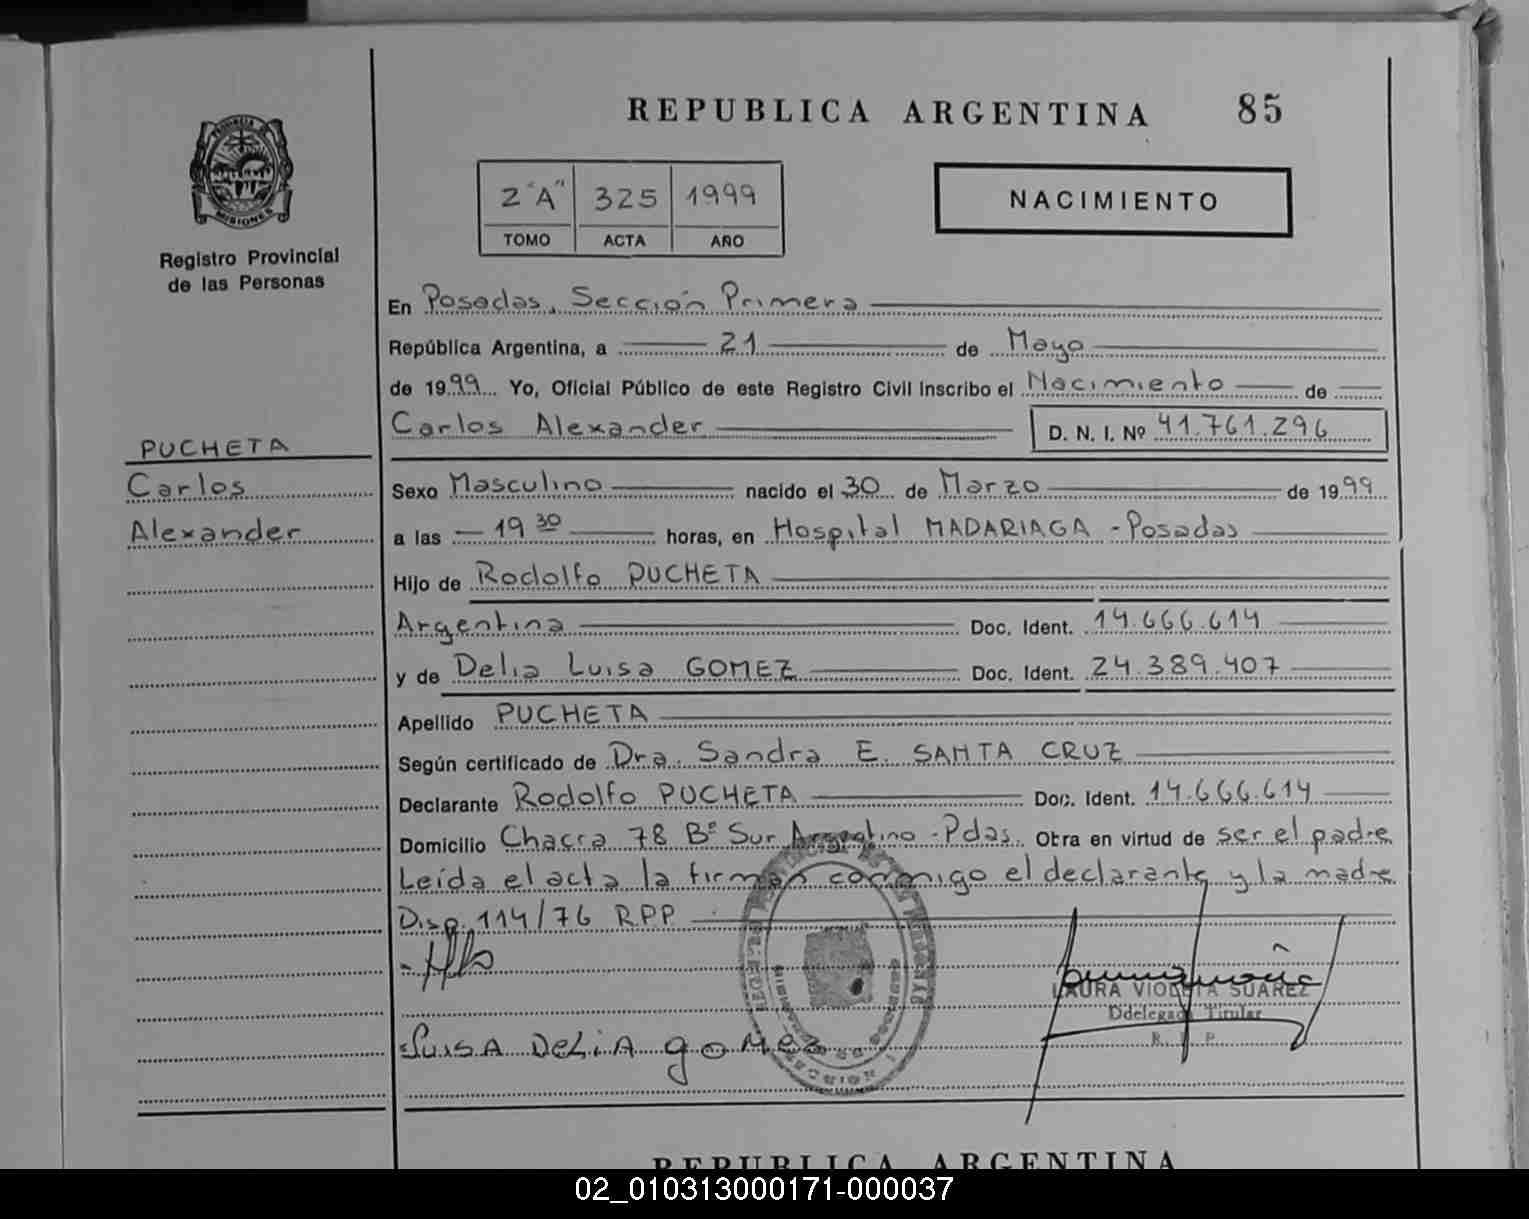 REPUBLICA ARGENTINA 85
PROVINCIA DE
MISIONES
Registro Provincial
de las Personas
2 "A" 325 1999
TOMO ACTA AÑO
NACIMIENTO
En Posadas, Sección Primera
República Argentina, a 21 de Mayo
de 1999 Yo, Oficial Público de este Registro Civil inscribo el Nacimiento de
Carlos Alexander D. N. I. Nº 41.761.296
PUCHETA
Carlos
Alexander
Sexo Masculino nacido el 30 de Marzo de 1999
a las 19 30 horas, en Hospital MADARIAGA - Posadas
Hijo de Rodolfo PUCHETA
Argentina Doc. Ident. 14.666.614
y de Delia Luisa GOMEZ Doc. Ident. 24.389.407
Apellido PUCHETA
Según certificado de Dra. Sandra E. SANTA CRUZ
Declarante Rodolfo PUCHETA Doc. Ident. 14.666.614
Domicilio Chacra 78 Bº Sur Argentino - Pdas. Obra en virtud de ser el padre
Leída el acta la firman conmigo el declarante y la madre
Disp. 114/76 RPP
LAURA VIOLETA SUAREZ
Ddelegada Titular
R. P. P
Luisa Delia gomez
REPUBLICA ARGENTINA
02_010313000171-000037